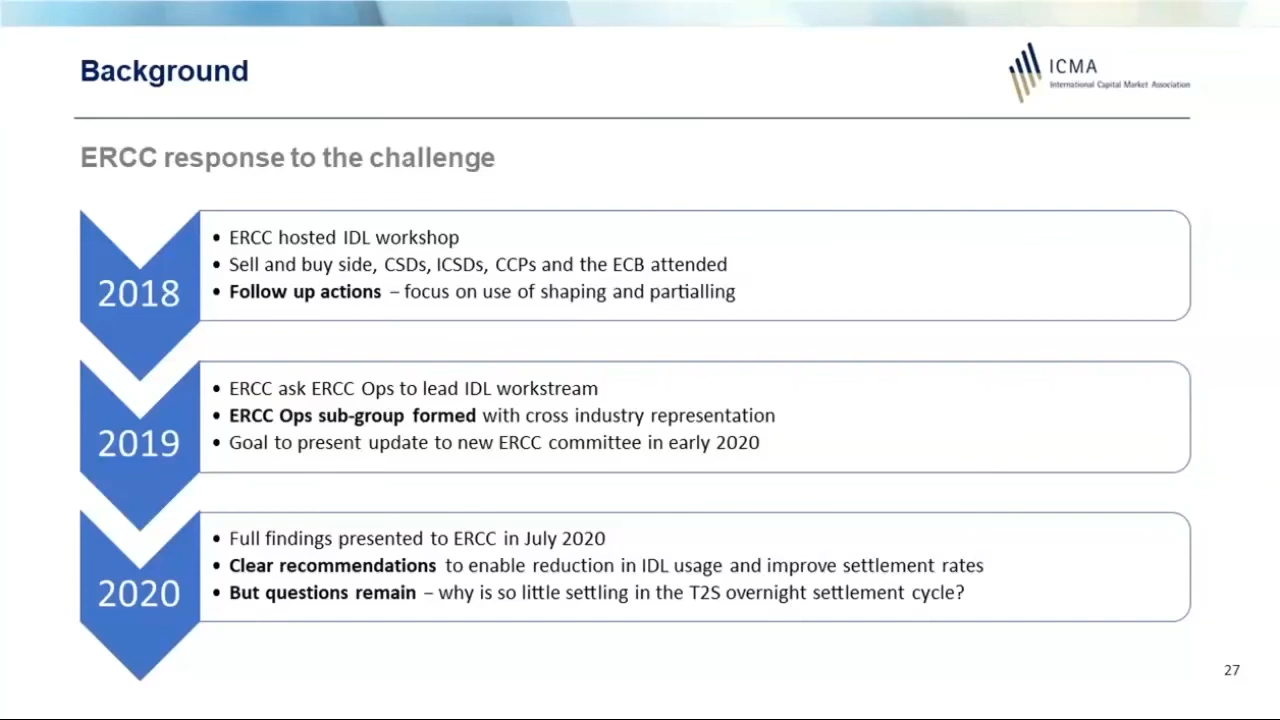 Background
ICMA
International Capital Market Association
ERCC response to the challenge
2018
• ERCC hosted IDL workshop
• Sell and buy side, CSDs, ICSDs, CCPs and the ECB attended
• Follow up actions – focus on use of shaping and partialling
2019
• ERCC ask ERCC Ops to lead IDL workstream
• ERCC Ops sub-group formed with cross industry representation
• Goal to present update to new ERCC committee in early 2020
2020
• Full findings presented to ERCC in July 2020
• Clear recommendations to enable reduction in IDL usage and improve settlement rates
• But questions remain – why is so little settling in the T2S overnight settlement cycle?
27